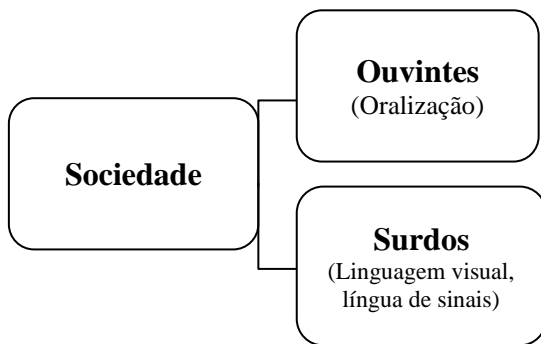 Sociedade
Ouvintes
(Oralização)
Surdos
(Linguagem visual,
língua de sinais)